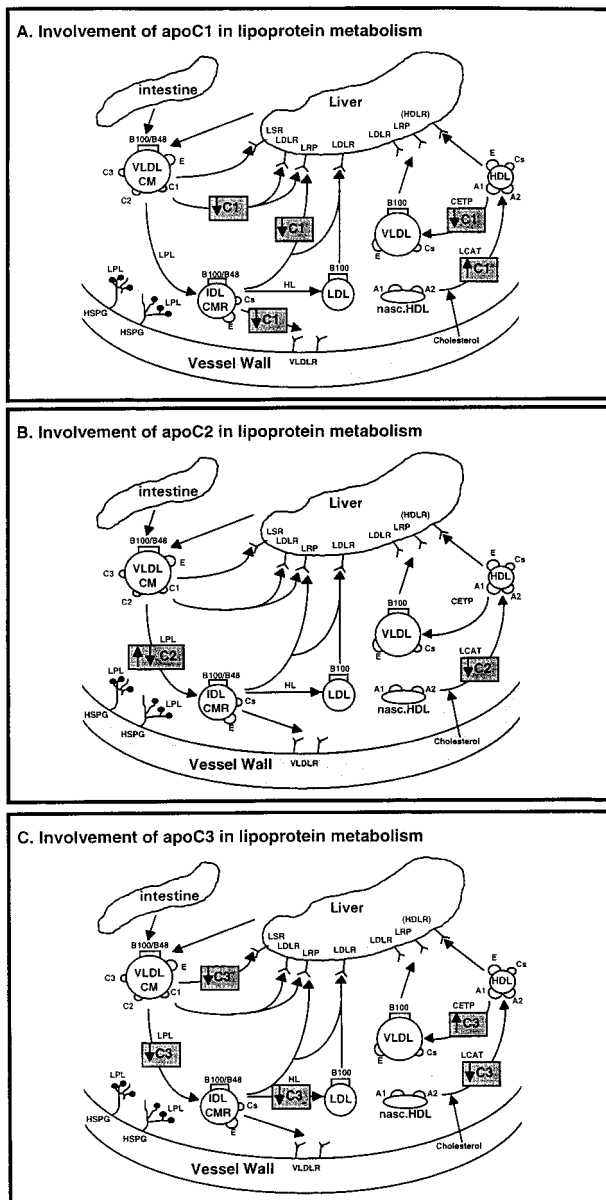 A. Involvement of apoC1 in lipoprotein metabolism
intestine
Liver
(HDLR)
LRP
LDLR
LSR
LDLR
LRP
LDLR
B100/B48
E
C3
VLDL
CM
C1
C2
↓C1
↓C1
E
Cs
HDL
A1
A2
CETP
↓C1
B100
VLDL
E
Cs
LCAT
↑C1
LPL
B100/B48
B100
LPL
LPL
HSPG
HSPG
IDL
CMR
Cs
E
HL
LDL
↓C1
A1
A2
nasc.HDL
Cholesterol
Vessel Wall
VLDLR
B. Involvement of apoC2 in lipoprotein metabolism
intestine
Liver
(HDLR)
LRP
LDLR
LSR
LDLR
LRP
LDLR
B100/B48
E
C3
VLDL
CM
C1
C2
E
Cs
HDL
A1
A2
CETP
B100
VLDL
E
Cs
LPL
↑↓C2
LCAT
↓C2
B100/B48
B100
LPL
LPL
HSPG
HSPG
IDL
CMR
Cs
E
HL
LDL
A1
A2
nasc.HDL
Cholesterol
Vessel Wall
VLDLR
C. Involvement of apoC3 in lipoprotein metabolism
intestine
Liver
(HDLR)
LRP
LDLR
LSR
LDLR
LRP
LDLR
B100/B48
E
C3
VLDL
CM
C1
C2
↓C3
E
Cs
HDL
A1
A2
CETP
↑C3
B100
VLDL
E
Cs
LPL
↓C3
LCAT
↓C3
B100/B48
B100
LPL
LPL
HSPG
HSPG
IDL
CMR
Cs
E
HL
↓C3
LDL
A1
A2
nasc.HDL
Cholesterol
Vessel Wall
VLDLR